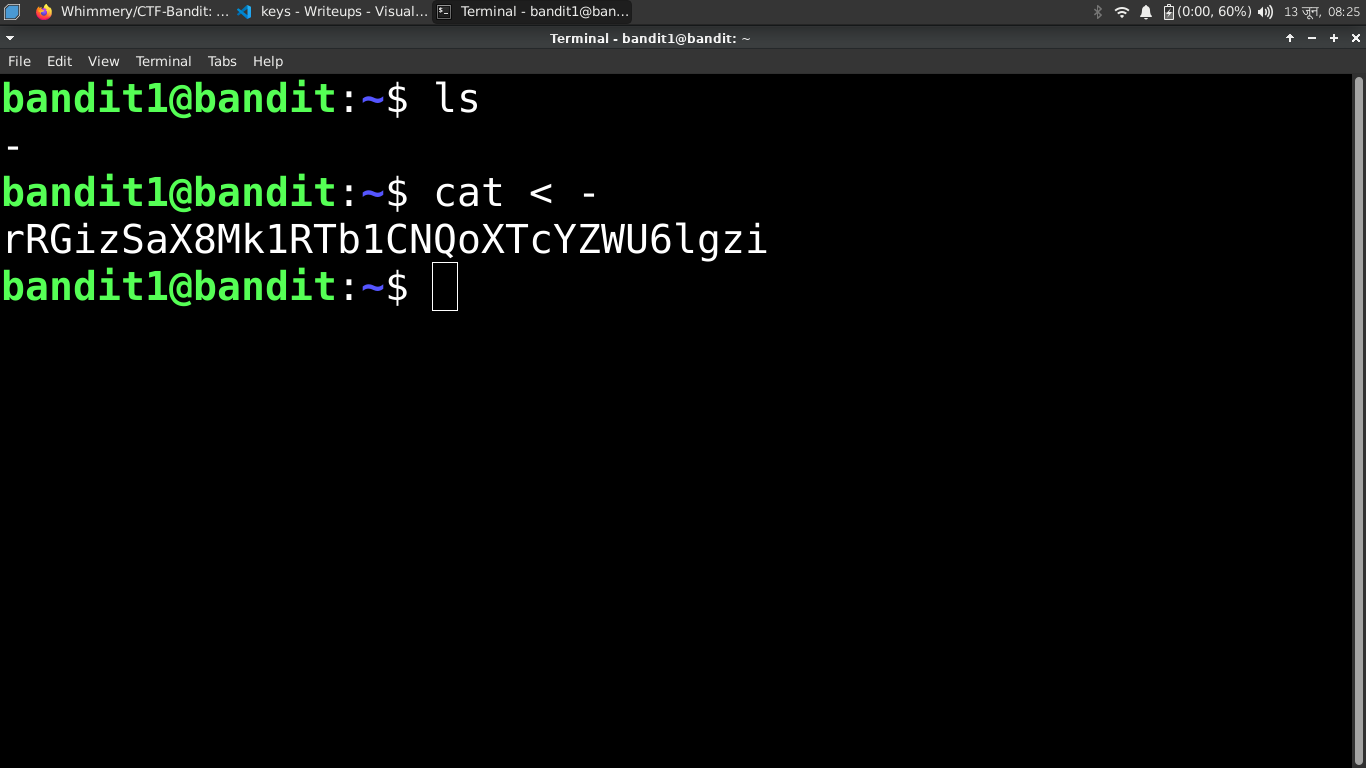 Whimmery/CTF-Bandit: ...
keys - Writeups - Visual...
Terminal - bandit1@ban...
(0:00, 60%)
13 जून, 08:25
Terminal - bandit1@bandit: ~
File Edit View Terminal Tabs Help
bandit1@bandit:~$ ls
-
bandit1@bandit:~$ cat < -
rRGizSaX8Mk1RTb1CNQoXTcYZWU6lgzi
bandit1@bandit:~$